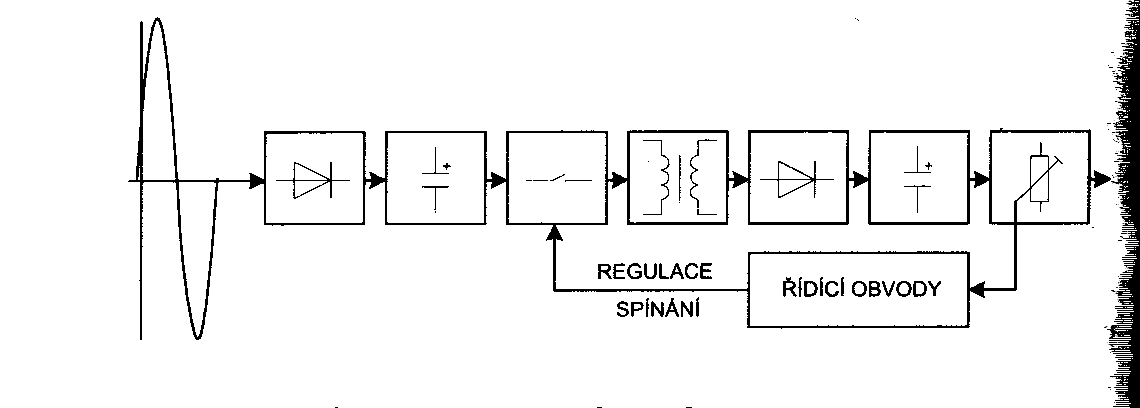 REGULACE
SPÍNÁNÍ
ŘÍDÍCÍ OBVODY